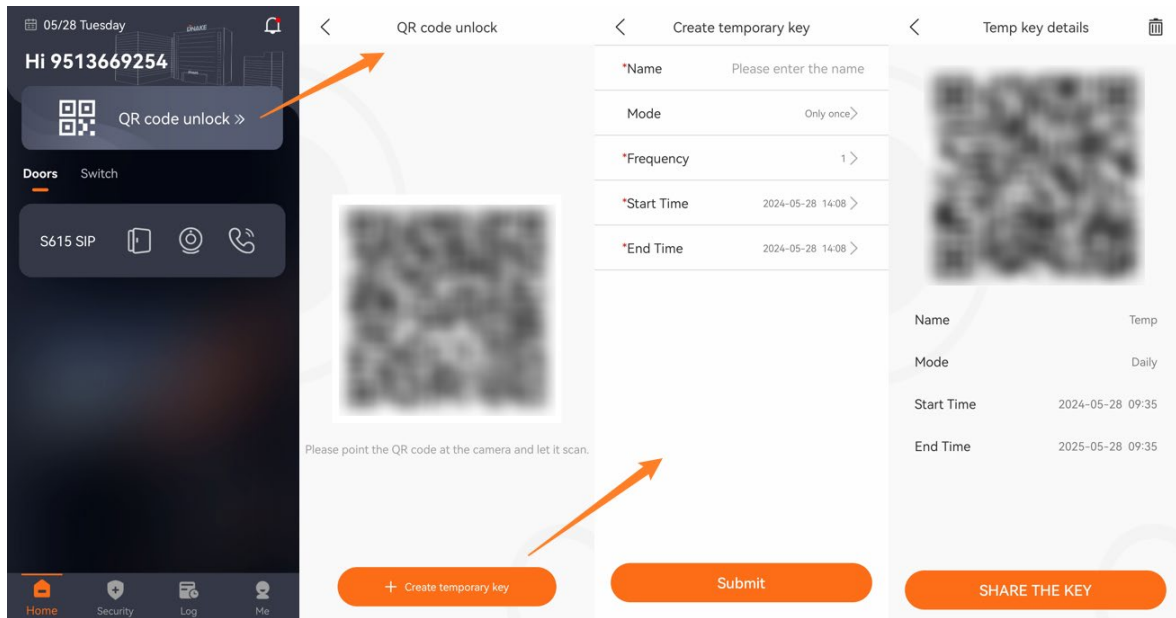 05/28 Tuesday
Hi 9513669254
QR code unlock »
Doors Switch
S615 SIP
Home Security Log Me
QR code unlock
Please point the QR code at the camera and let it scan.
+ Create temporary key
Create temporary key
*Name Please enter the name
Mode Only once
*Frequency 1
*Start Time 2024-05-28 14:08
*End Time 2024-05-28 14:08
Submit
Temp key details
Name Temp
Mode Daily
Start Time 2024-05-28 09:35
End Time 2025-05-28 09:35
SHARE THE KEY